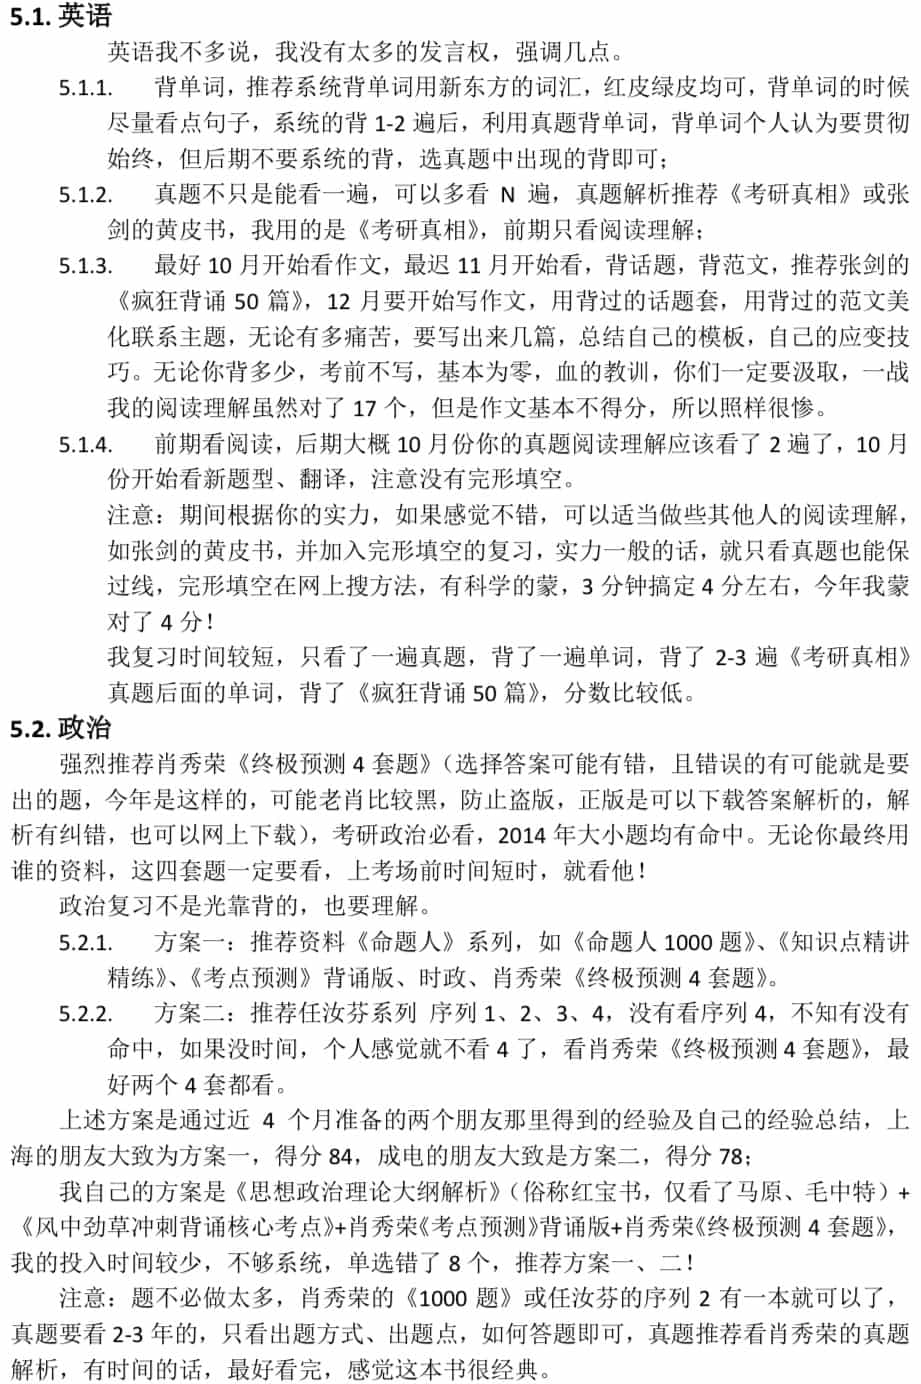 5.1. 英语
英语我不多说，我没有太多的发言权，强调几点。
5.1.1. 背单词，推荐系统背单词用新东方的词汇，红皮绿皮均可，背单词的时候
尽量看点句子，系统的背 1-2 遍后，利用真题背单词，背单词个人认为要贯彻
始终，但后期不要系统的背，选真题中出现的背即可；
5.1.2. 真题不只是能看一遍，可以多看 N 遍，真题解析推荐《考研真相》或张
剑的黄皮书，我用的是《考研真相》，前期只看阅读理解；
5.1.3. 最好 10 月开始看作文，最迟 11 月开始看，背话题，背范文，推荐张剑的
《疯狂背诵 50 篇》，12 月要开始写作文，用背过的话题套，用背过的范文美
化联系主题，无论有多痛苦，要写出来几篇，总结自己的模板，自己的应变技
巧。无论你背多少，考前不写，基本为零，血的教训，你们一定要汲取，一战
我的阅读理解虽然对了 17 个，但是作文基本不得分，所以照样很惨。
5.1.4. 前期看阅读，后期大概 10 月份你的真题阅读理解应该看了 2 遍了，10 月
份开始看新题型、翻译，注意没有完形填空。
注意：期间根据你的实力，如果感觉不错，可以适当做些其他人的阅读理解，
如张剑的黄皮书，并加入完形填空的复习，实力一般的话，就只看真题也能保
过线，完形填空在网上搜方法，有科学的蒙，3 分钟搞定 4 分左右，今年我蒙
对了 4 分！
我复习时间较短，只看了一遍真题，背了一遍单词，背了 2-3 遍《考研真相》
真题后面的单词，背了《疯狂背诵 50 篇》，分数比较低。
5.2. 政治
强烈推荐肖秀荣《终极预测 4 套题》（选择答案可能有错，且错误的有可能就是要
出的题，今年是这样的，可能老肖比较黑，防止盗版，正版是可以下载答案解析的，解
析有纠错，也可以网上下载），考研政治必看，2014 年大小题均有命中。无论你最终用
谁的资料，这四套题一定要看，上考场前时间短时，就看他！
政治复习不是光靠背的，也要理解。
5.2.1. 方案一：推荐资料《命题人》系列，如《命题人 1000 题》、《知识点精讲
精练》、《考点预测》背诵版、时政、肖秀荣《终极预测 4 套题》。
5.2.2. 方案二：推荐任汝芬系列 序列 1、2、3、4，没有看序列 4，不知有没有
命中，如果没时间，个人感觉就不看 4 了，看肖秀荣《终极预测 4 套题》，最
好两个 4 套都看。
上述方案是通过近 4 个月准备的两个朋友那里得到的经验及自己的经验总结，上
海的朋友大致为方案一，得分 84，成电的朋友大致是方案二，得分 78；
我自己的方案是《思想政治理论大纲解析》（俗称红宝书，仅看了马原、毛中特）+
《风中劲草冲刺背诵核心考点》+肖秀荣《考点预测》背诵版+肖秀荣《终极预测 4 套题》，
我的投入时间较少，不够系统，单选错了 8 个，推荐方案一、二！
注意：题不必做太多，肖秀荣的《1000 题》或任汝芬的序列 2 有一本就可以了，
真题要看 2-3 年的，只看出题方式、出题点，如何答题即可，真题推荐看肖秀荣的真题
解析，有时间的话，最好看完，感觉这本书很经典。